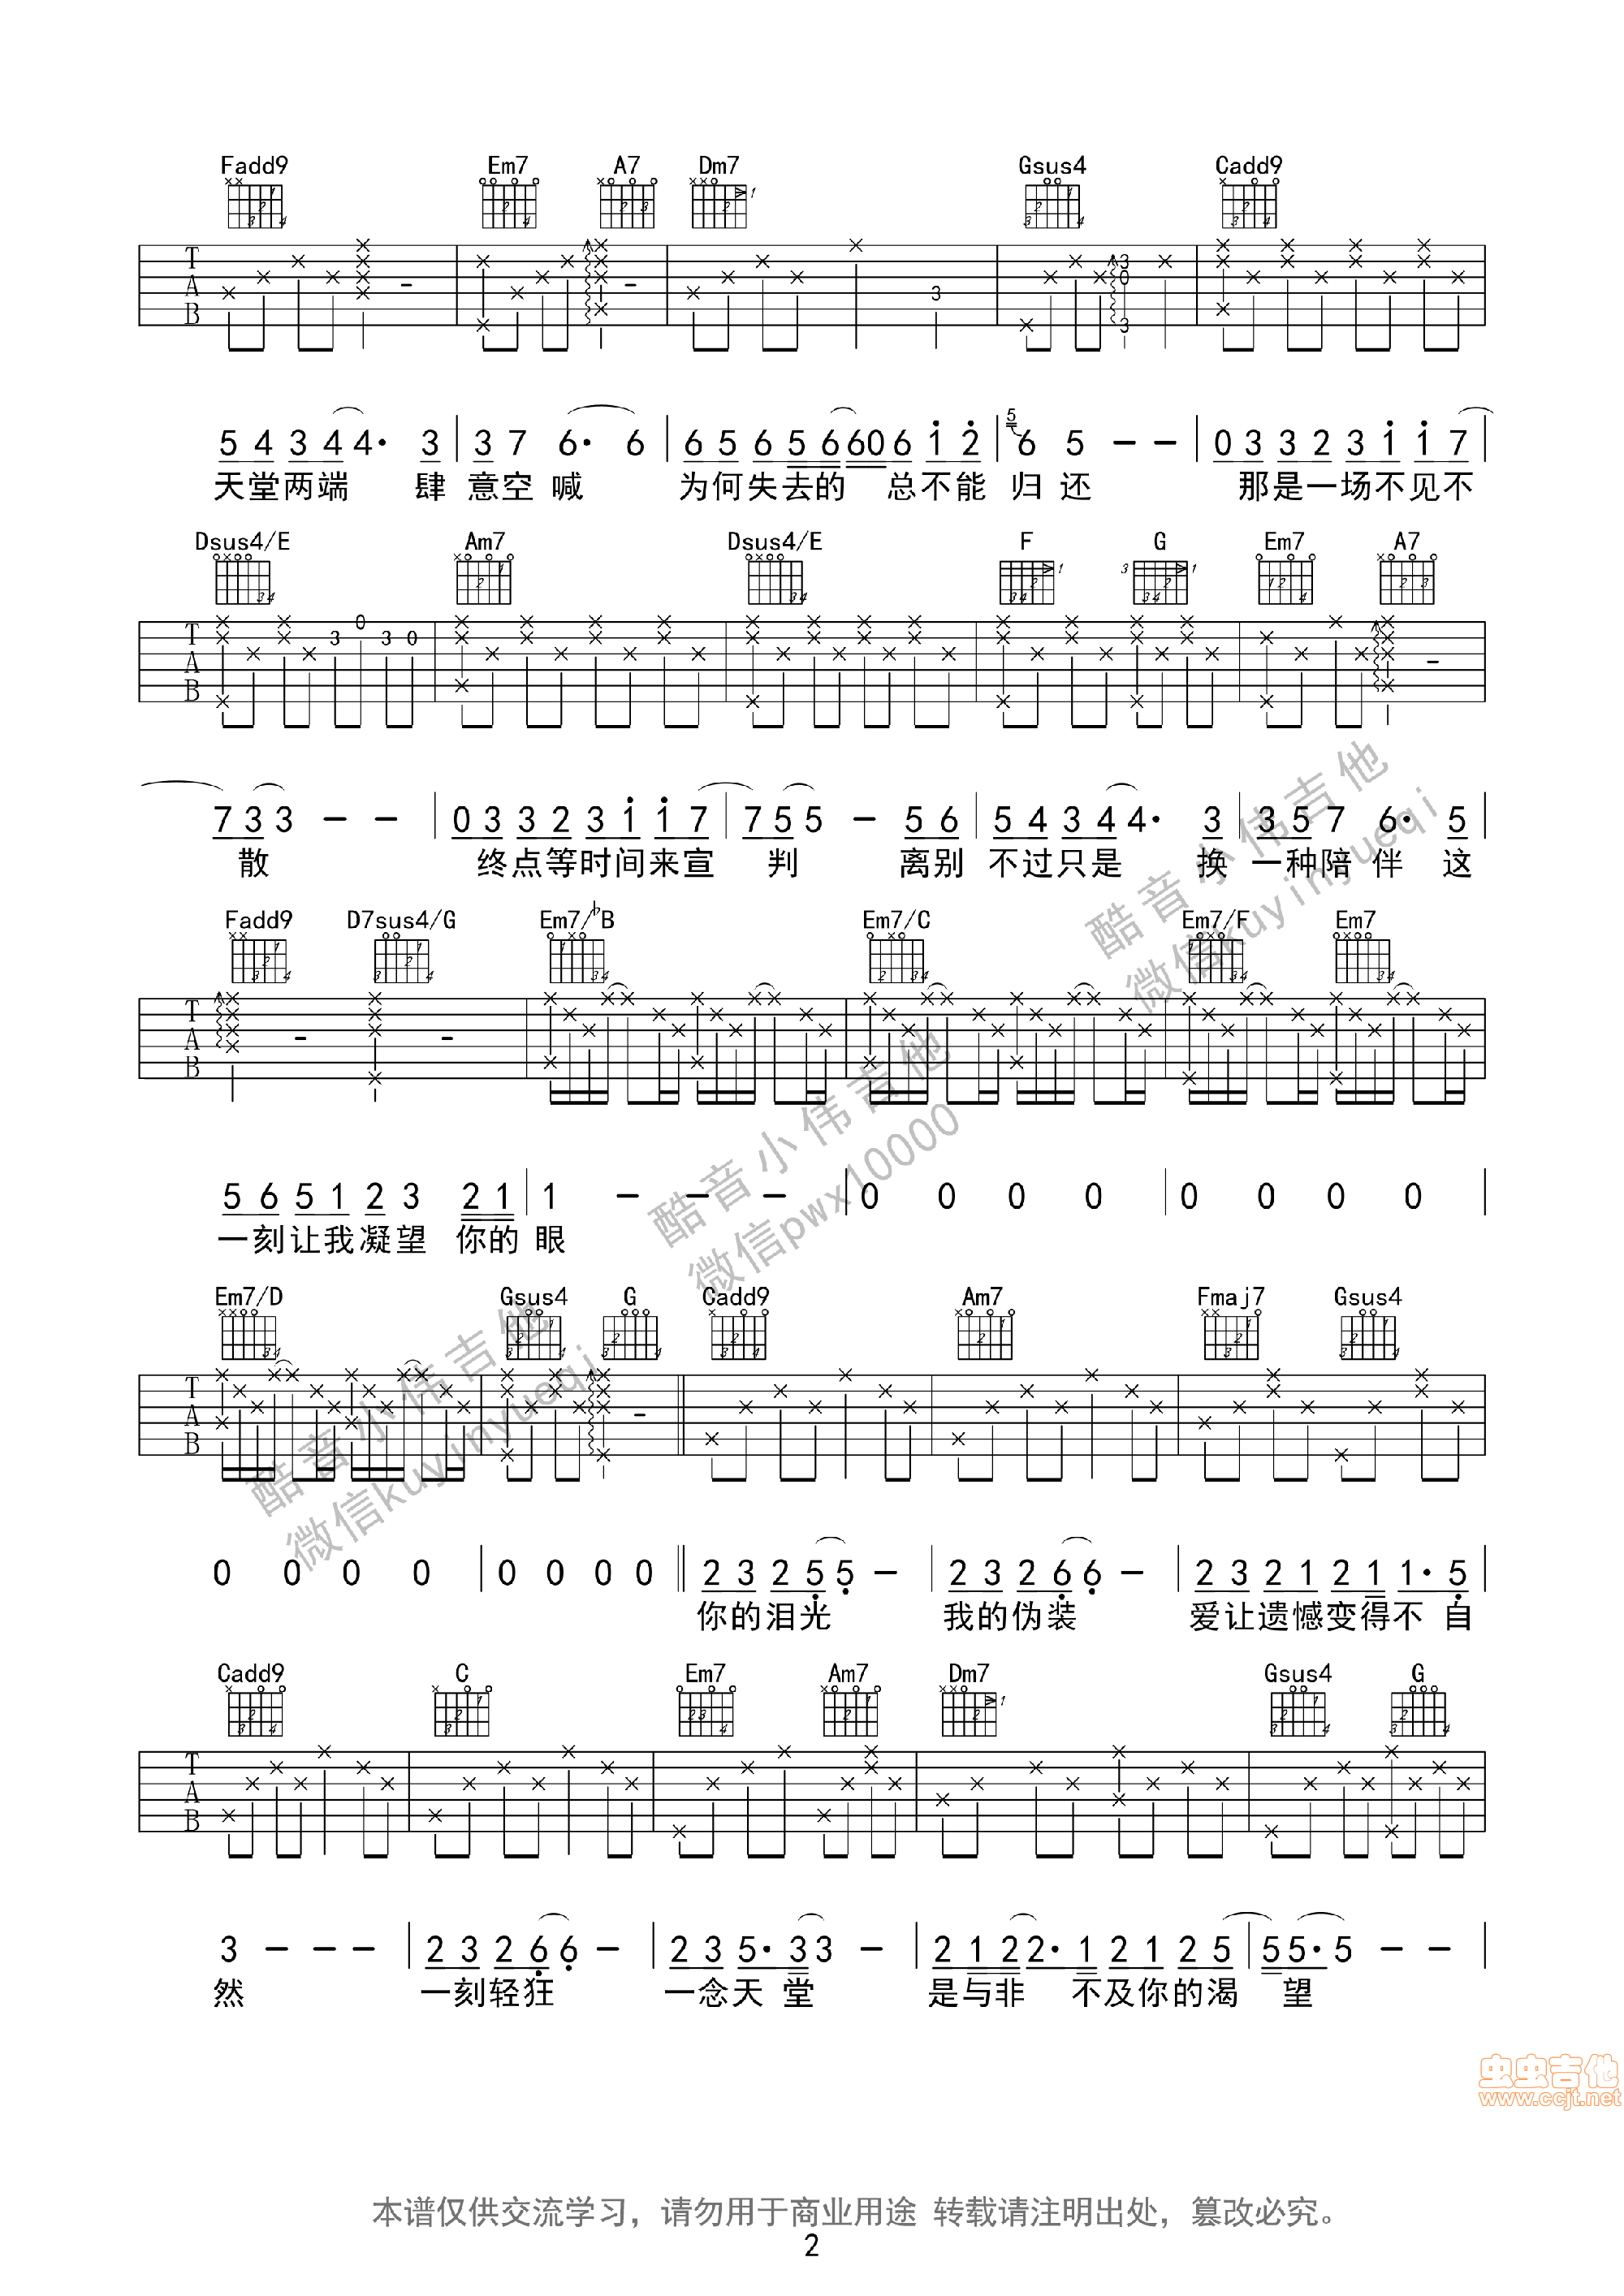 Fadd9 Em7 A7 Dm7 Gsus4 Cadd9
T A B 3 3 0 3
5 4 3 4 4· 3 3 7 6· 6 6 5 6 5 6 6 0 6 1 2 5 6 5 - - 0 3 3 2 3 1 1 7
天堂两端 肆 意空 喊 为何失去的 总不能 归 还 那是一场不见不
Dsus4/E Am7 Dsus4/E F G Em7 A7
T A B 3 0 3 0
7 3 3 - - 0 3 3 2 3 1 1 7 7 5 5 - 5 6 5 4 3 4 4· 3 3 5 7 6· 5
散 终点等时间来宣 判 离别 不过只是 换 一种陪 伴 这
Fadd9 D7sus4/G Em7/♭B Em7/C Em7/F Em7
T A B
5 6 5 1 2 3 2 1 1 - - - 0 0 0 0 0 0 0 0
一刻让我凝望 你的 眼
Em7/D Gsus4 G Cadd9 Am7 Fmaj7 Gsus4
T A B
0 0 0 0 0 0 0 0 2 3 2 5 5 - 2 3 2 6 6 - 2 3 2 1 2 1 1· 5
你的泪光 我的伪装 爱让遗憾变得不 自
Cadd9 C Em7 Am7 Dm7 Gsus4 G
T A B
3 - - - 2 3 2 6 6 - 2 3 5· 3 3 - 2 1 2 2· 1 2 1 2 5 5 5· 5 - -
然 一刻轻狂 一念天 堂 是与非 不及你的渴 望
酷音小伟吉他
微信kuyinyueqi
酷音小伟吉他
微信pwx10000
酷音小伟吉他
微信kuyinyueqi
虫虫吉他
www.ccjt.net
本谱仅供交流学习，请勿用于商业用途 转载请注明出处，篡改必究。
2